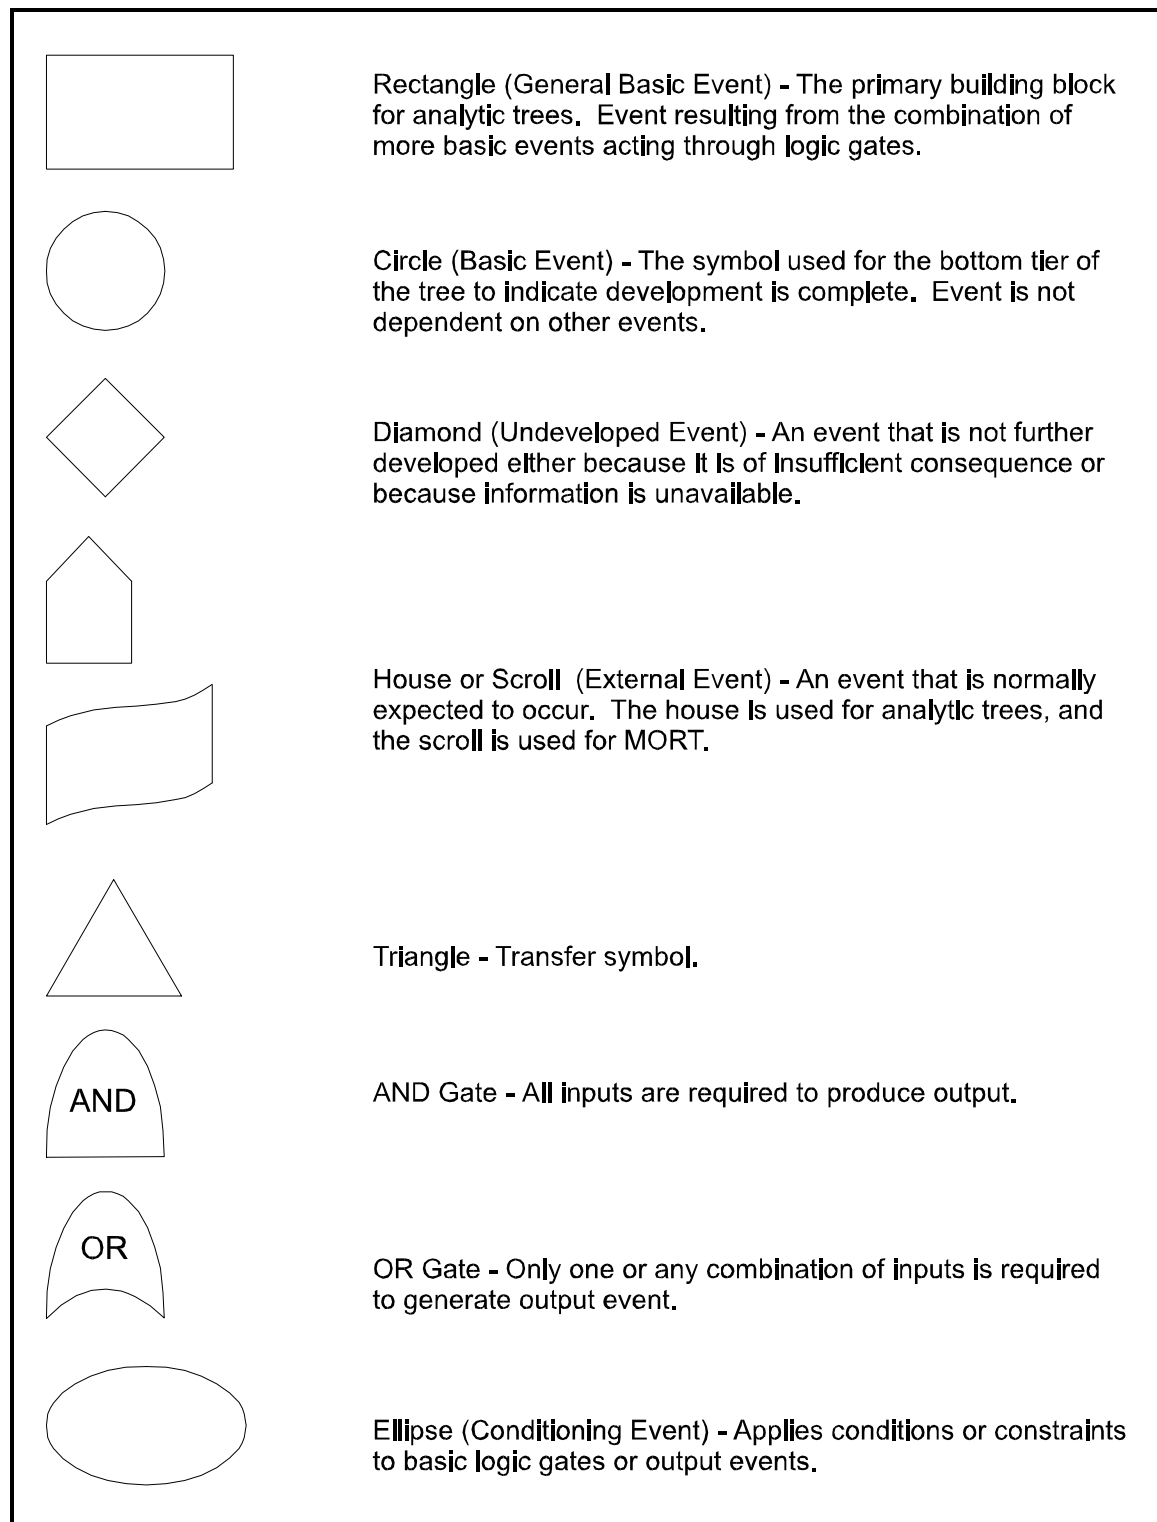 Rectangle (General Basic Event) - The primary building block
for analytic trees.  Event resulting from the combination of
more basic events acting through logic gates.
Circle (Basic Event) - The symbol used for the bottom tier of
the tree to indicate development is complete.  Event is not
dependent on other events.
Diamond (Undeveloped Event) - An event that is not further
developed either because it is of insufficient consequence or
because information is unavailable.
House or Scroll  (External Event) - An event that is normally
expected to occur.  The house is used for analytic trees, and
the scroll is used for MORT.
Triangle - Transfer symbol.
AND
AND Gate - All inputs are required to produce output.
OR
OR Gate - Only one or any combination of inputs is required
to generate output event.
Ellipse (Conditioning Event) - Applies conditions or constraints
to basic logic gates or output events.